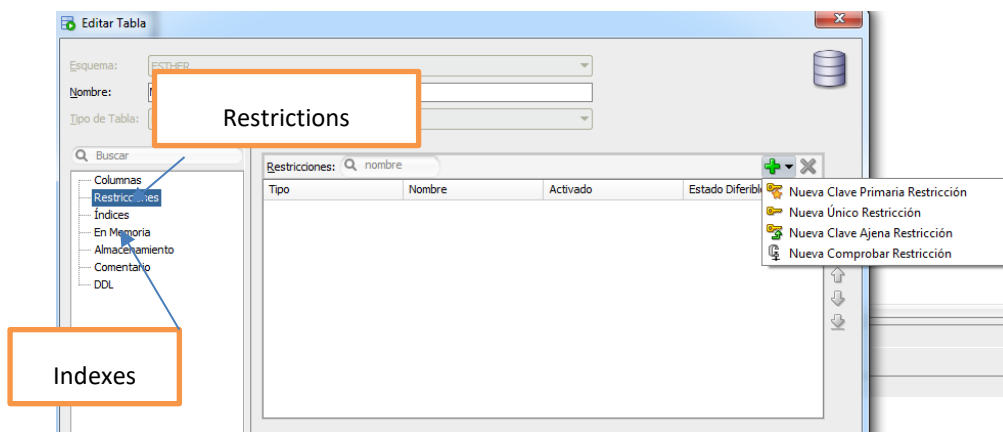 Editar Tabla
Esquema: ESTHER
Nombre:
Tipo de Tabla:
Restrictions
Buscar
Columnas
Restricciones
Índices
En Memoria
Almacenamiento
Comentario
DDL
Indexes
Restricciones: nombre
Tipo Nombre Activado Estado Diferible
Nueva Clave Primaria Restricción
Nueva Único Restricción
Nueva Clave Ajena Restricción
Nueva Comprobar Restricción